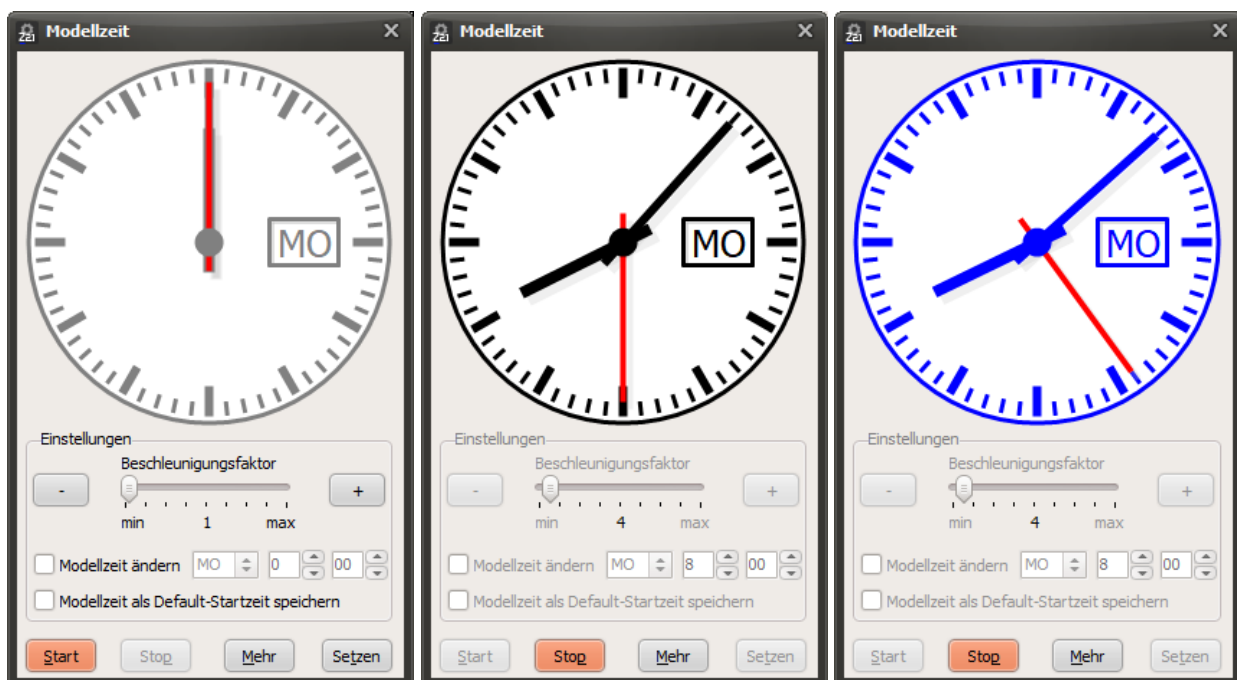 Z21 Modellzeit
MO
Einstellungen
Beschleunigungsfaktor
- +
min 1 max
Modellzeit ändern MO 0 00
Modellzeit als Default-Startzeit speichern
Start Stop Mehr Setzen
Z21 Modellzeit
MO
Einstellungen
Beschleunigungsfaktor
- +
min 4 max
Modellzeit ändern MO 8 00
Modellzeit als Default-Startzeit speichern
Start Stop Mehr Setzen
Z21 Modellzeit
MO
Einstellungen
Beschleunigungsfaktor
- +
min 4 max
Modellzeit ändern MO 8 00
Modellzeit als Default-Startzeit speichern
Start Stop Mehr Setzen